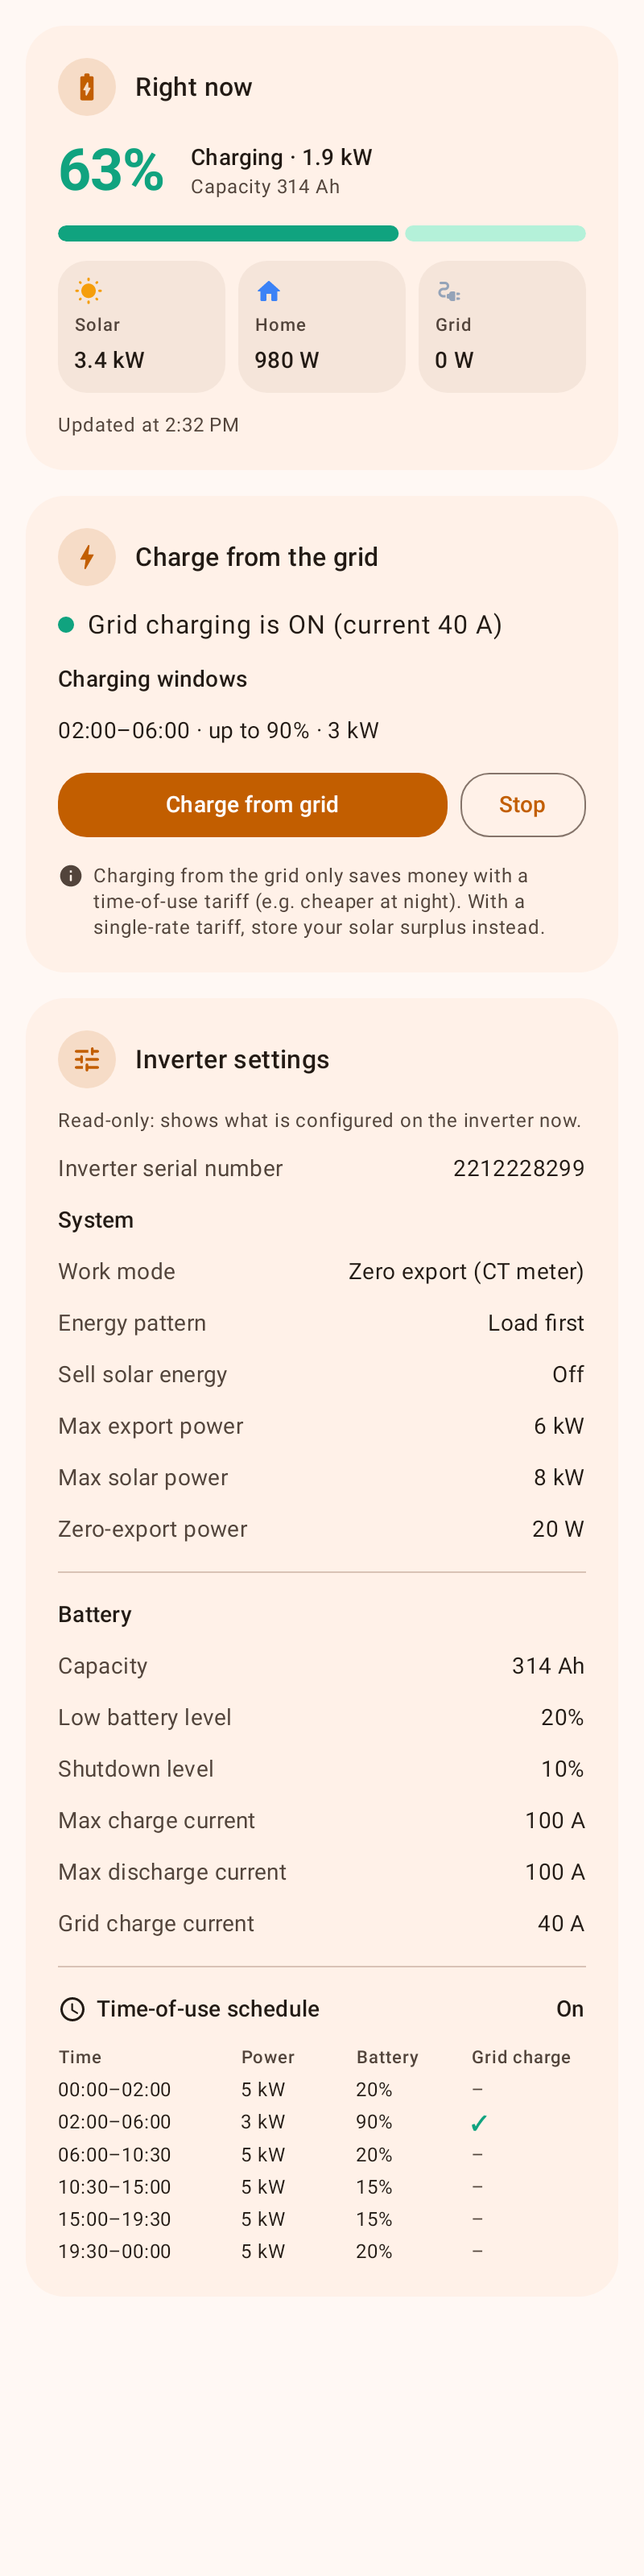 Right now
63%
Charging · 1.9 kW
Capacity 314 Ah
Solar
3.4 kW
Home
980 W
Grid
0 W
Updated at 2:32 PM
Charge from the grid
Grid charging is ON (current 40 A)
Charging windows
02:00–06:00 · up to 90% · 3 kW
Charge from grid
Stop
Charging from the grid only saves money with a
time-of-use tariff (e.g. cheaper at night). With a
single-rate tariff, store your solar surplus instead.
Inverter settings
Read-only: shows what is configured on the inverter now.
Inverter serial number 2212228299
System
Work mode Zero export (CT meter)
Energy pattern Load first
Sell solar energy Off
Max export power 6 kW
Max solar power 8 kW
Zero-export power 20 W
Battery
Capacity 314 Ah
Low battery level 20%
Shutdown level 10%
Max charge current 100 A
Max discharge current 100 A
Grid charge current 40 A
Time-of-use schedule On
Time Power Battery Grid charge
00:00–02:00 5 kW 20% –
02:00–06:00 3 kW 90% ✓
06:00–10:30 5 kW 20% –
10:30–15:00 5 kW 15% –
15:00–19:30 5 kW 15% –
19:30–00:00 5 kW 20% –